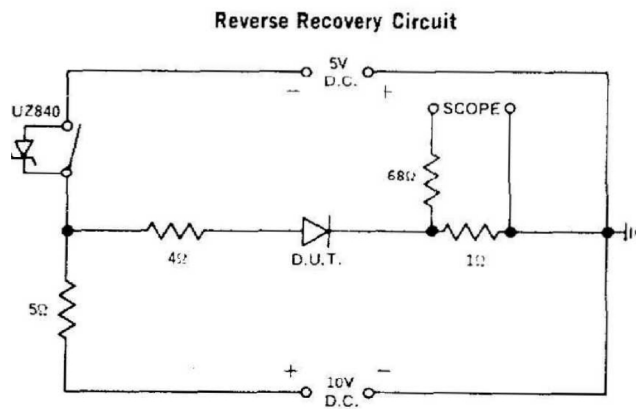 Reverse Recovery Circuit
5V
D.C.
- +
UZ840
SCOPE
68Ω
4Ω
D.U.T.
1Ω
5Ω
+ -
10V
D.C.